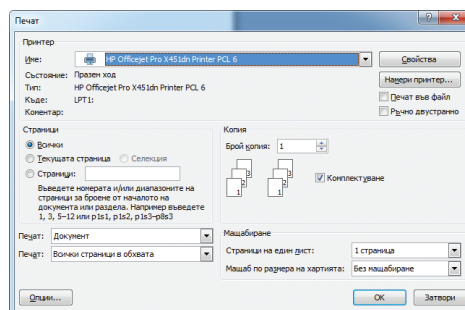 Печат
Принтер
Име: HP Officejet Pro X451dn Printer PCL 6
Свойства
Състояние: Празен ход
Тип: HP Officejet Pro X451dn Printer PCL 6
Къде: LPT1:
Коментар:
Намери принтер...
Печат във файл
Ръчно двустранно
Страници
Всички
Текущата страница Селекция
Страници:
Въведете номерата и/или диапазоните на
страници за броене от началото на
документа или раздела. Например въведете
1, 3, 5–12 или p1s1, p1s2, p1s3–p8s3
Копия
Брой копия: 1
Комплектуване
Печат: Документ
Печат: Всички страници в обхвата
Мащабиране
Страници на един лист: 1 страница
Мащаб по размера на хартията: Без мащабиране
Опции...
OK
Затвори